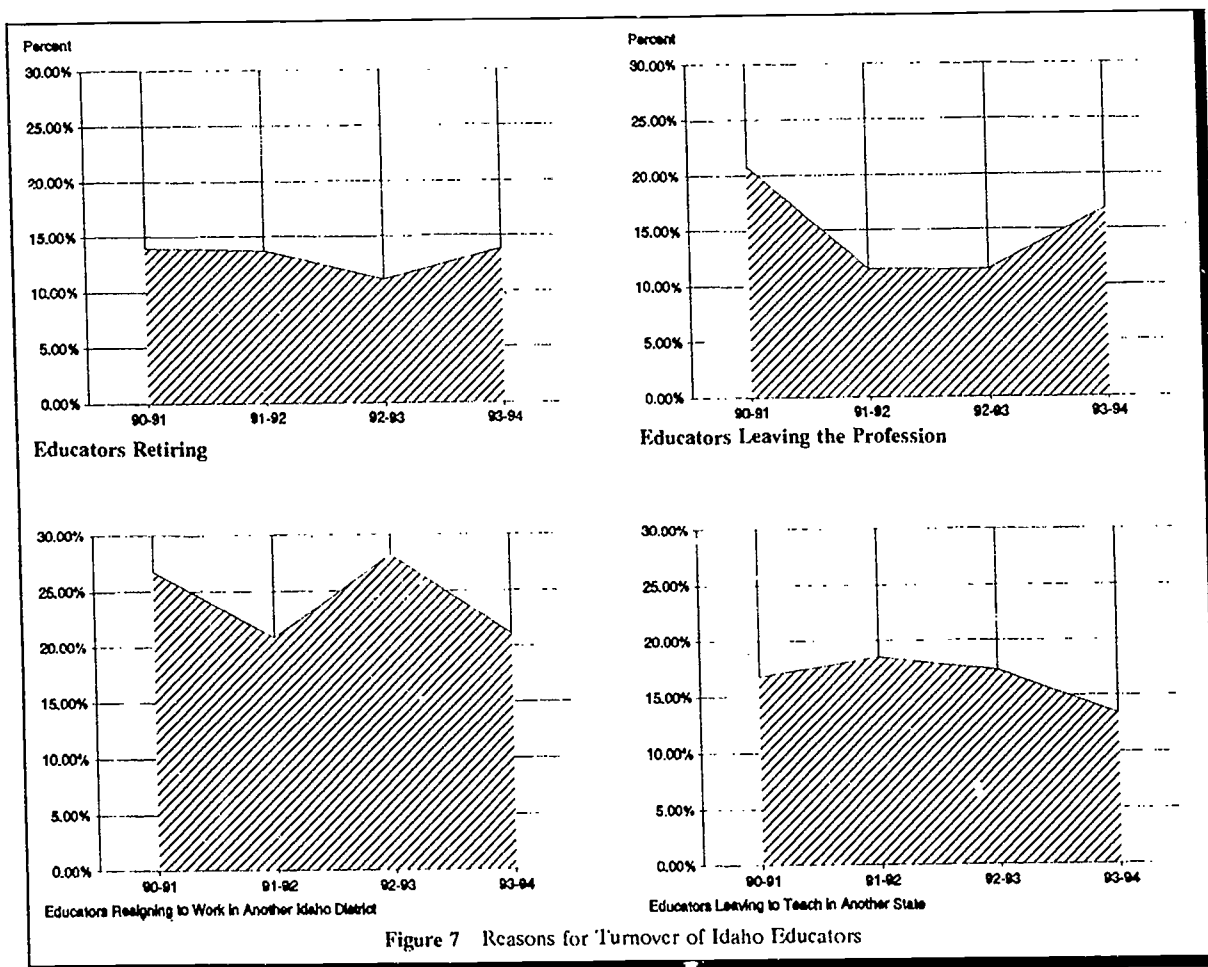 Percent
30.00%
25.00%
20.00%
15.00%
10.00%
5.00%
0.00%
90-91 91-92 92-93 93-94
Educators Retiring
Percent
30.00%
25.00%
20.00%
15.00%
10.00%
5.00%
0.00%
90-91 91-92 92-93 93-94
Educators Leaving the Profession
30.00%
25.00%
20.00%
15.00%
10.00%
5.00%
0.00%
90-91 91-92 92-93 93-94
Educators Resigning to Work in Another Idaho District
30.00%
25.00%
20.00%
15.00%
10.00%
5.00%
0.00%
90-91 91-92 92-93 93-94
Educators Leaving to Teach in Another State
Figure 7 Reasons for Turnover of Idaho Educators